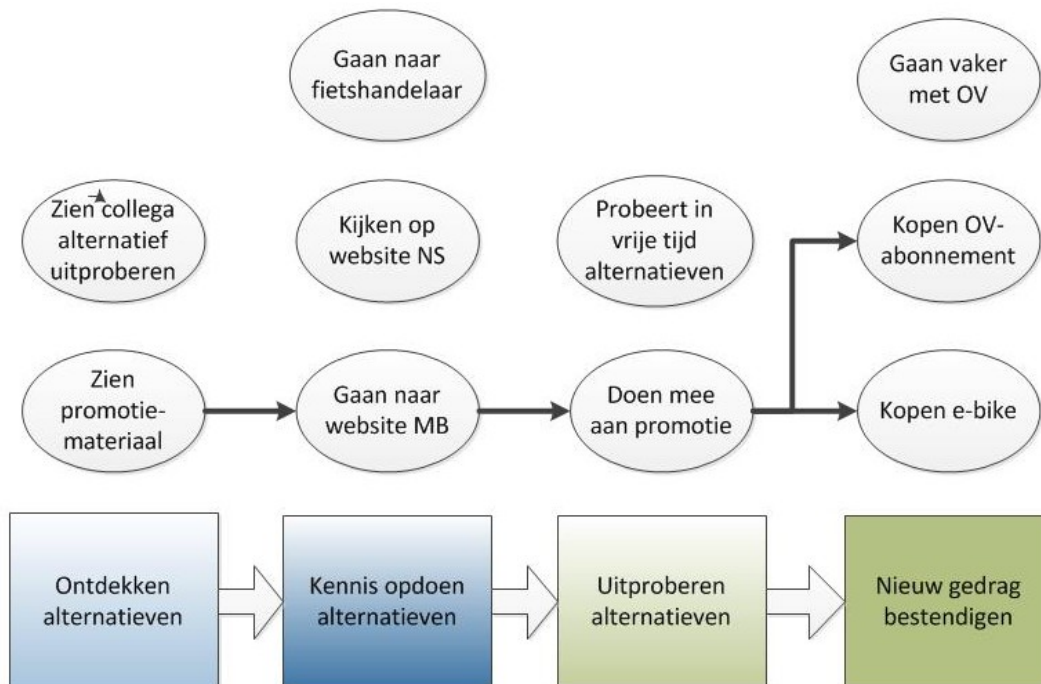 Gaan naar
fietshandelaar
Gaan vaker
met OV
Zien collega
alternatief
uitproberen
Kijken op
website NS
Probeert in
vrije tijd
alternatieven
Kopen OV-
abonnement
Zien
promotie-
materiaal
Gaan naar
website MB
Doen mee
aan promotie
Kopen e-bike
Ontdekken
alternatieven
Kennis opdoen
alternatieven
Uitproberen
alternatieven
Nieuw gedrag
bestendigen